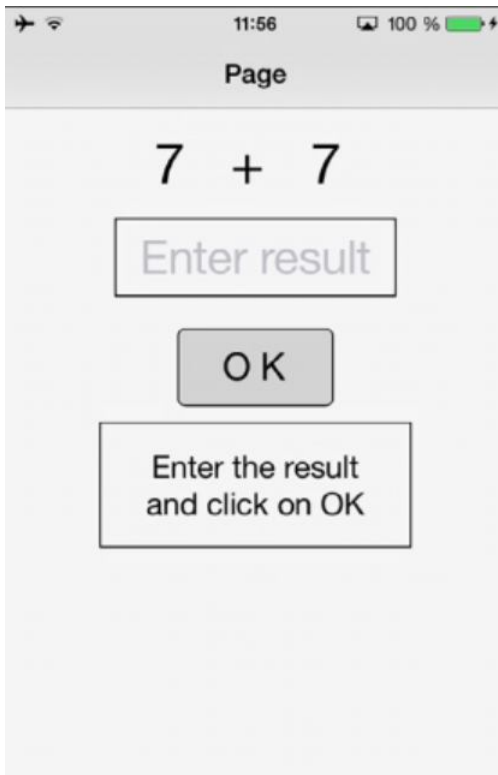 11:56 100 %
Page
7 + 7
Enter result
OK
Enter the result
and click on OK